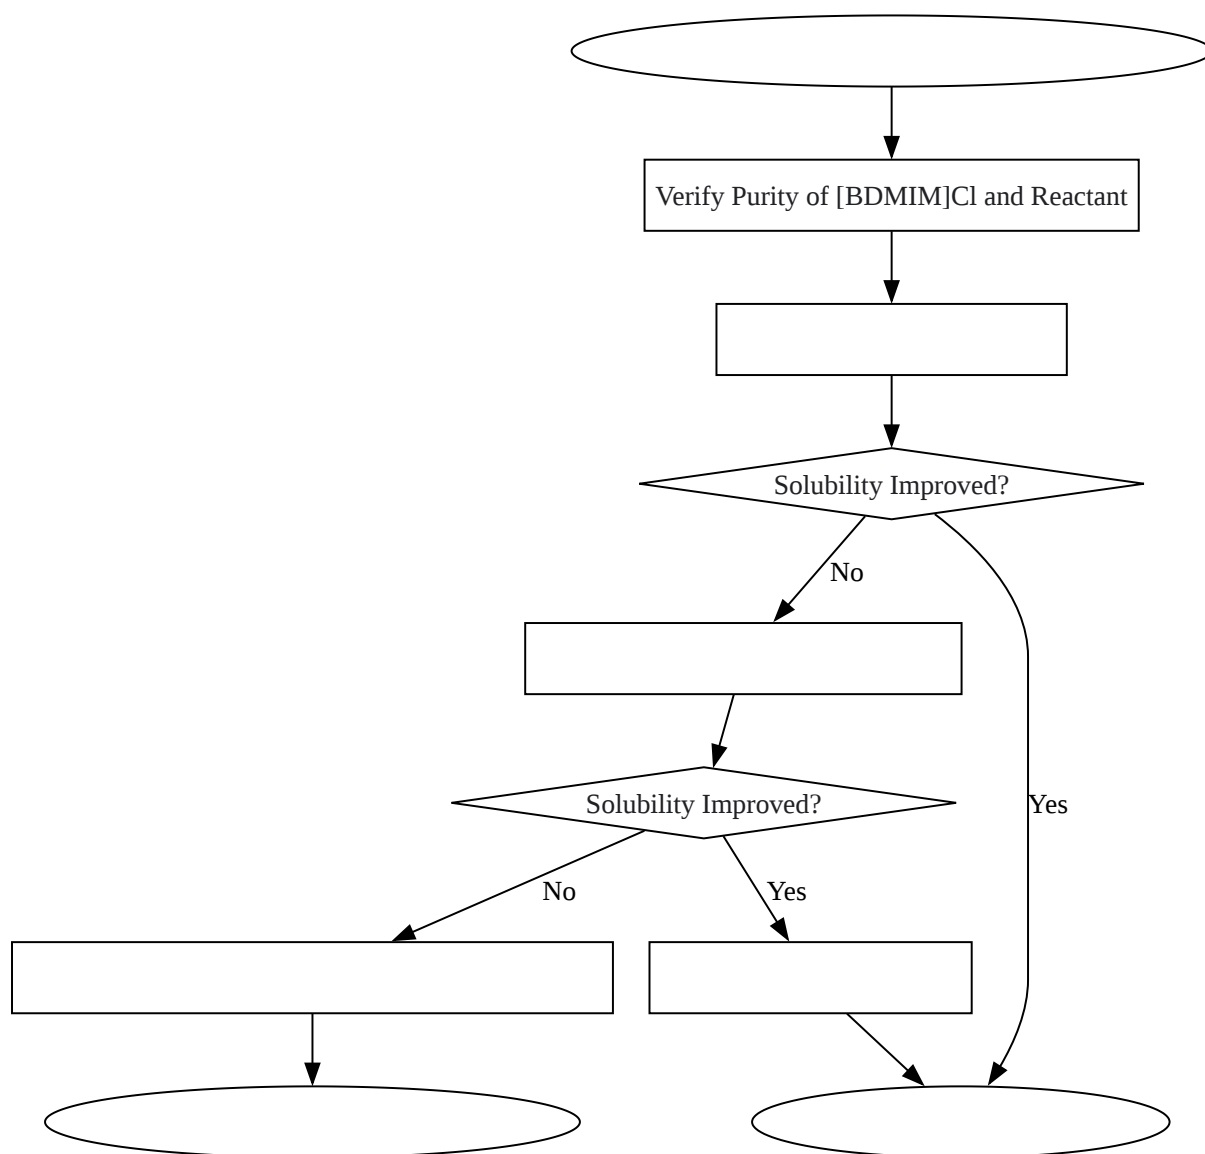 Verify Purity of [BDMIM]Cl and Reactant
Solubility Improved?
No
Yes
Solubility Improved?
No
Yes